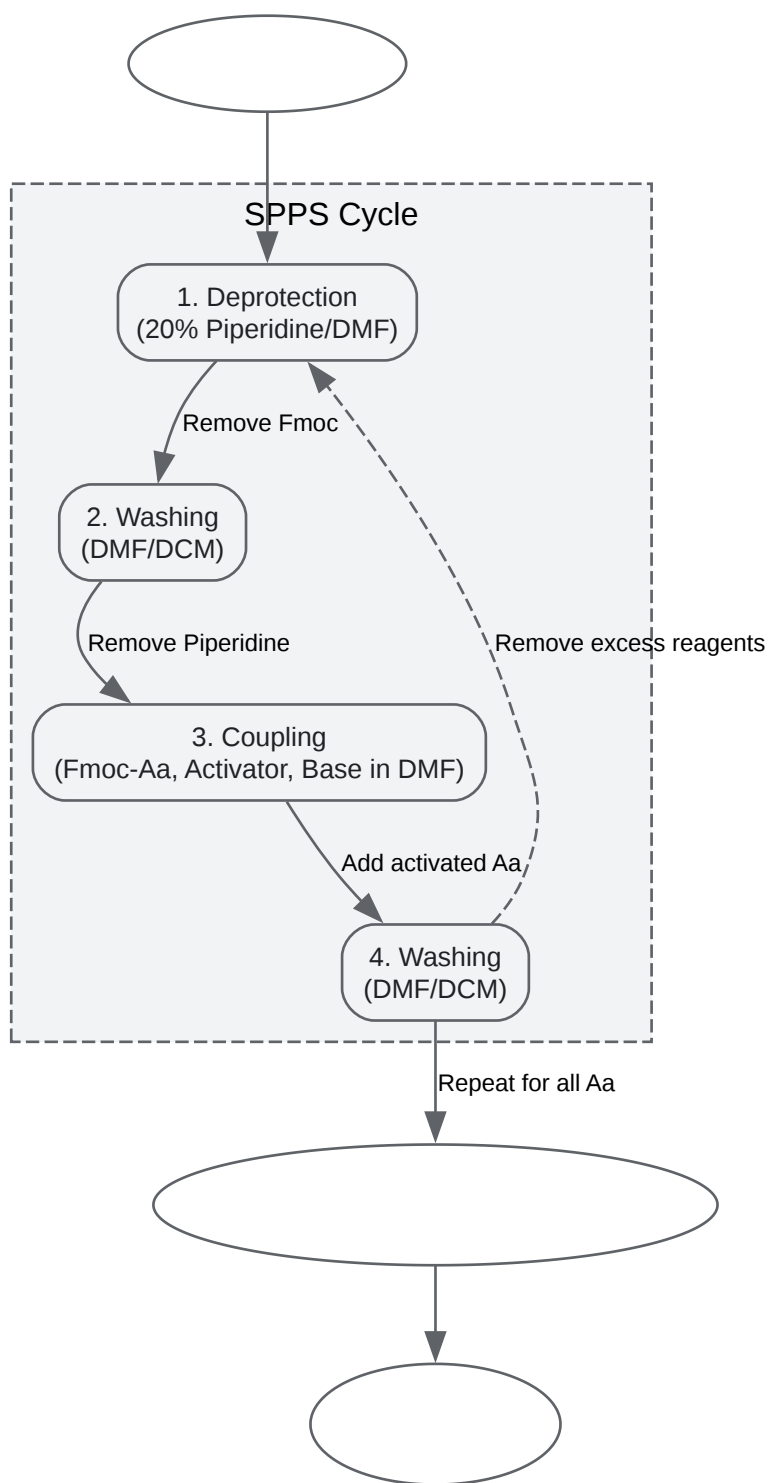 SPPS Cycle
1. Deprotection
(20% Piperidine/DMF)
Remove Fmoc
2. Washing
(DMF/DCM)
Remove Piperidine
Remove excess reagents
3. Coupling
(Fmoc-Aa, Activator, Base in DMF)
Add activated Aa
4. Washing
(DMF/DCM)
Repeat for all Aa